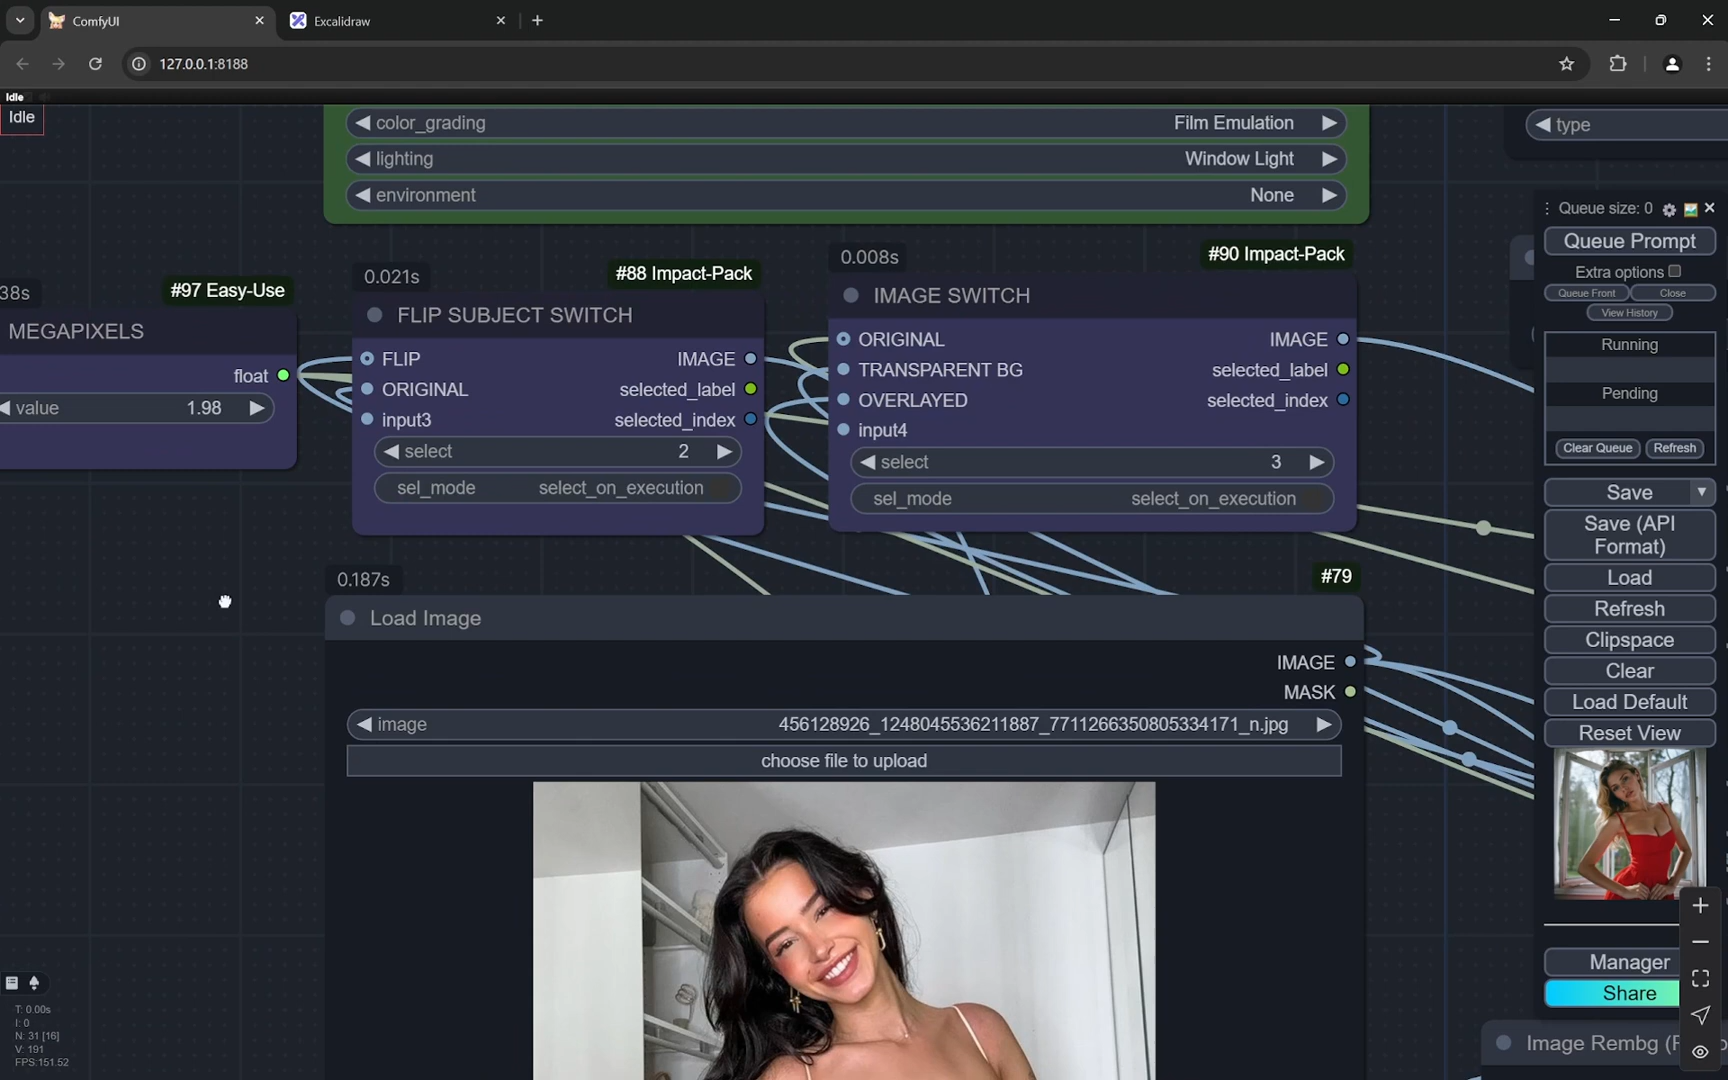 ComfyUI
Excalidraw
127.0.0.1:8188
Idle
Idle
color_grading Film Emulation
lighting Window Light
environment None
type
Queue size: 0
Queue Prompt
Extra options
Queue Front Close
View History
Running
Pending
Clear Queue Refresh
Save
Save (API
Format)
Load
Refresh
Clipspace
Clear
Load Default
Reset View
Manager
Share
38s
#97 Easy-Use
MEGAPIXELS
float
value 1.98
0.021s
#88 Impact-Pack
FLIP SUBJECT SWITCH
FLIP IMAGE
ORIGINAL selected_label
input3 selected_index
select 2
sel_mode select_on_execution
0.008s
#90 Impact-Pack
IMAGE SWITCH
ORIGINAL IMAGE
TRANSPARENT BG selected_label
OVERLAYED selected_index
input4
select 3
sel_mode select_on_execution
0.187s
#79
Load Image
IMAGE
MASK
image 456128926_1248045536211887_7711266350805334171_n.jpg
choose file to upload
Image Rembg (
T: 0.00s
I: 0
N: 31 [16]
V: 191
FPS:151.52